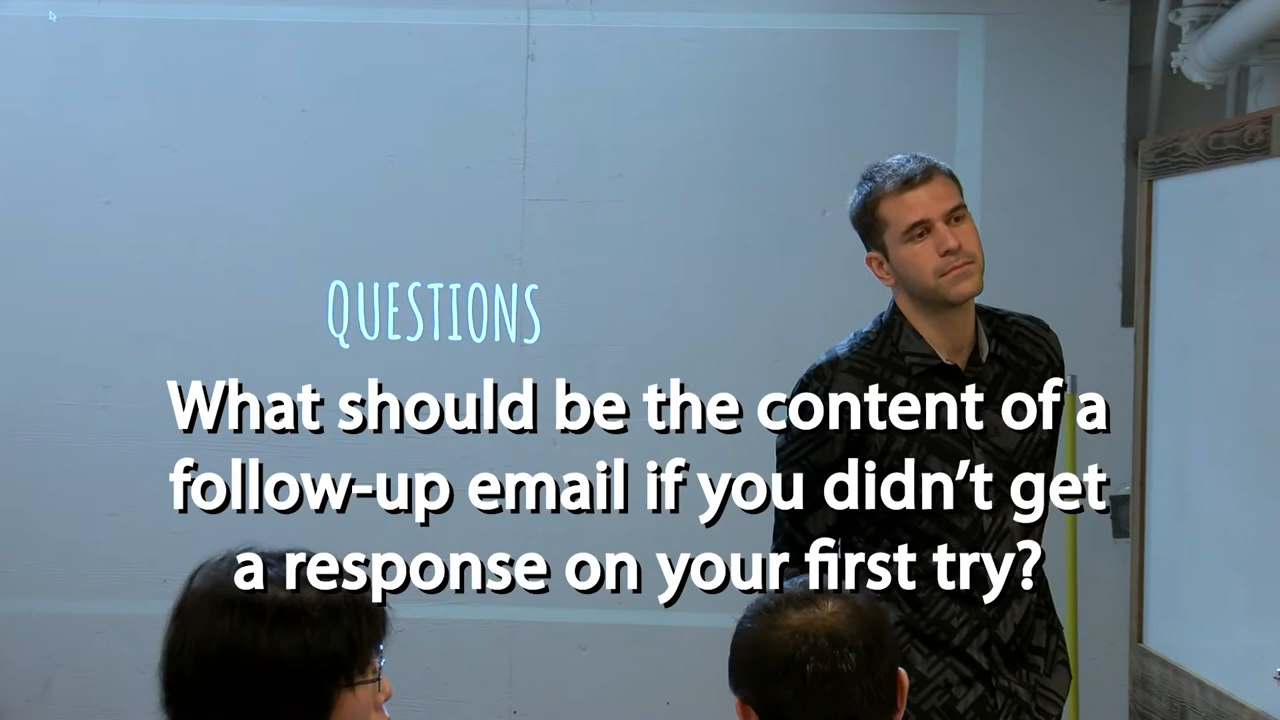 QUESTIONS
What should be the content of a
follow-up email if you didn’t get
a response on your first try?